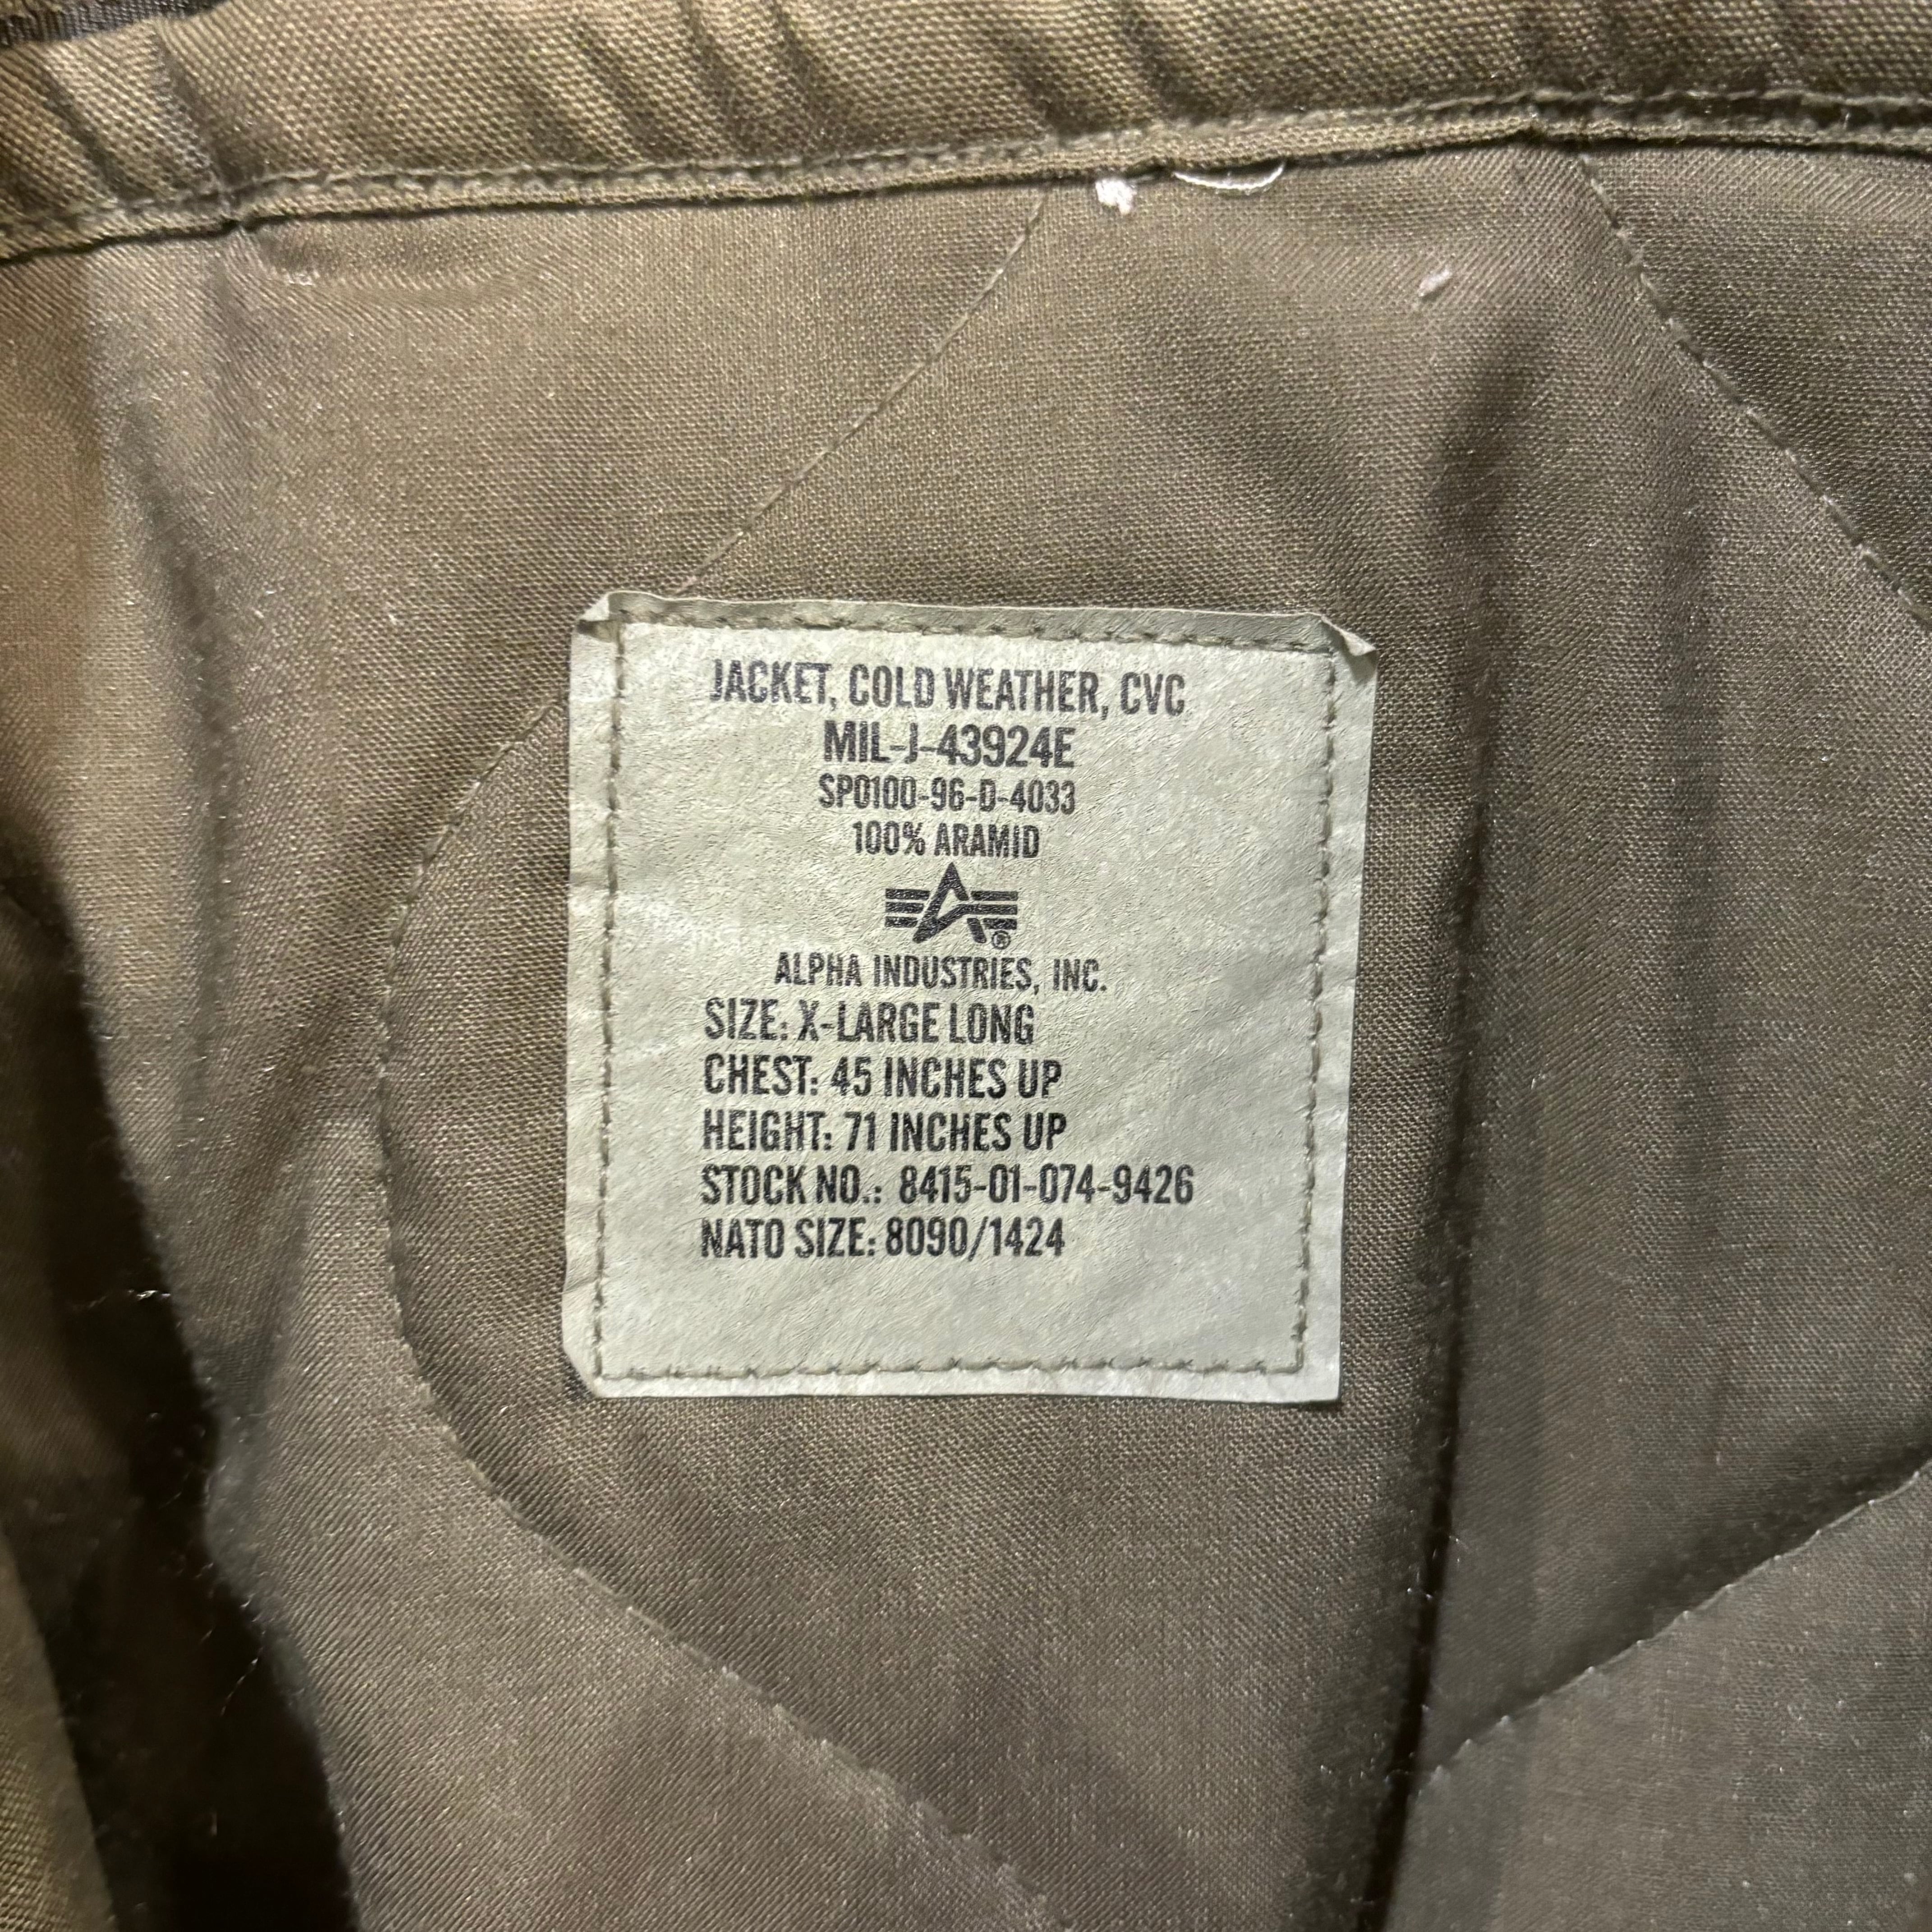 JACKET, COLD WEATHER, CVC
MIL-J-43924E
SP0100-96-D-4033
100% ARAMID
®
ALPHA INDUSTRIES, INC.
SIZE: X-LARGE LONG
CHEST: 45 INCHES UP
HEIGHT: 71 INCHES UP
STOCK NO.: 8415-01-074-9426
NATO SIZE: 8090/1424